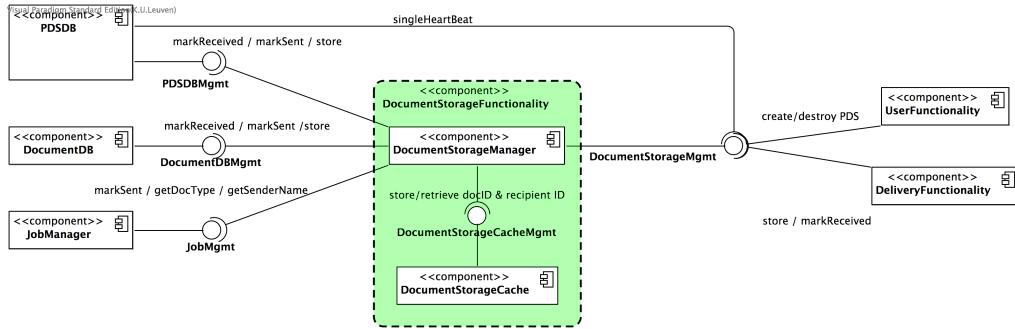 Visual Paradigm Standard Edition(K.U.Leuven)
<<component>>
PDSDB
singleHeartBeat
markReceived / markSent / store
PDSDBMgmt
<<component>>
DocumentStorageFunctionality
<<component>>
UserFunctionality
create/destroy PDS
markReceived / markSent /store
<<component>>
DocumentDB
DocumentDBMgmt
<<component>>
DocumentStorageManager
DocumentStorageMgmt
<<component>>
DeliveryFunctionality
markSent / getDocType / getSenderName
store/retrieve docID & recipient ID
<<component>>
JobManager
JobMgmt
DocumentStorageCacheMgmt
store / markReceived
<<component>>
DocumentStorageCache